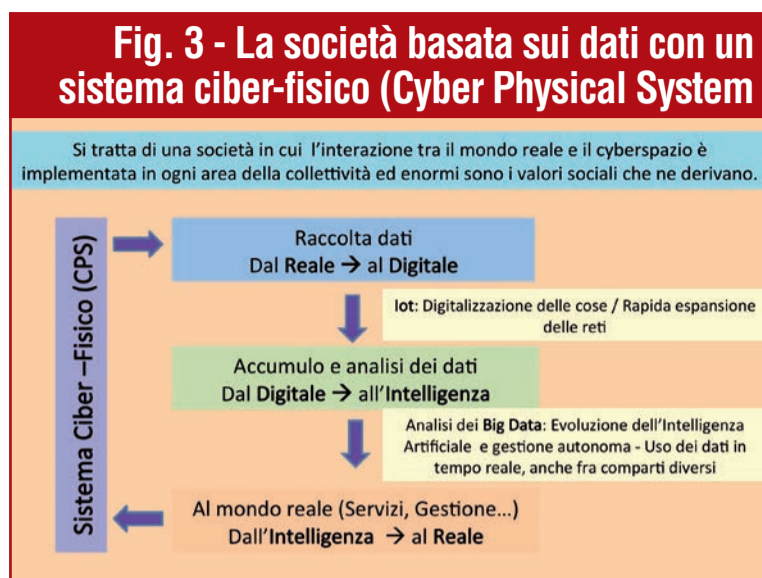 Fig. 3 - La società basata sui dati con un
sistema ciber-fisico (Cyber Physical System
Si tratta di una società in cui l'interazione tra il mondo reale e il cyberspazio è
implementata in ogni area della collettività ed enormi sono i valori sociali che ne derivano.
Sistema Ciber –Fisico (CPS)
Raccolta dati
Dal Reale → al Digitale
Iot: Digitalizzazione delle cose / Rapida espansione
delle reti
Accumulo e analisi dei dati
Dal Digitale → all'Intelligenza
Analisi dei Big Data: Evoluzione dell'Intelligenza
Artificiale e gestione autonoma - Uso dei dati in
tempo reale, anche fra comparti diversi
Al mondo reale (Servizi, Gestione...)
Dall'Intelligenza → al Reale